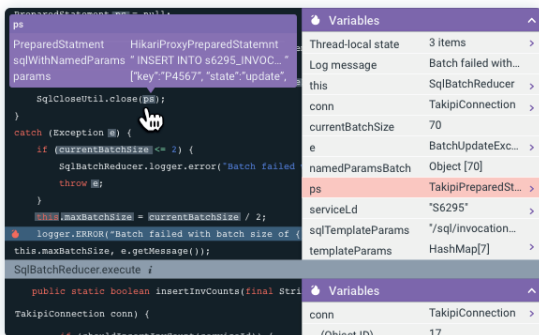 PreparedStatement ps = null;
ps
PreparedStatment HikariProxyPreparedStatemnt
sqlWithNamedParams " INSERT INTO s6295_INVOC... "
params ["key":"P4567", "state":"update",
SqlCloseUtil.close(ps);
}
catch (Exception e) {
if (currentBatchSize <= 2) {
SqlBatchReducer.logger.error("Batch failed
throw e;
}
this.maxBatchSize = currentBatchSize / 2;
logger.ERROR("Batch failed with batch size of {
this.maxBatchSize, e.getMessage());
SqlBatchReducer.execute i
public static boolean insertInvCounts(final Stri
TakipiConnection conn) {
Variables
Thread-local state 3 items
Log message Batch failed with...
this SqlBatchReducer
conn TakipiConnection
currentBatchSize 70
e BatchUpdateExc...
namedParamsBatch Object [70]
ps TakipiPreparedSt...
serviceLd "S6295"
sqlTemplateParams "/sql/invocation...
templateParams HashMap[7]
Variables
conn TakipiConnection
(Object ID) 17